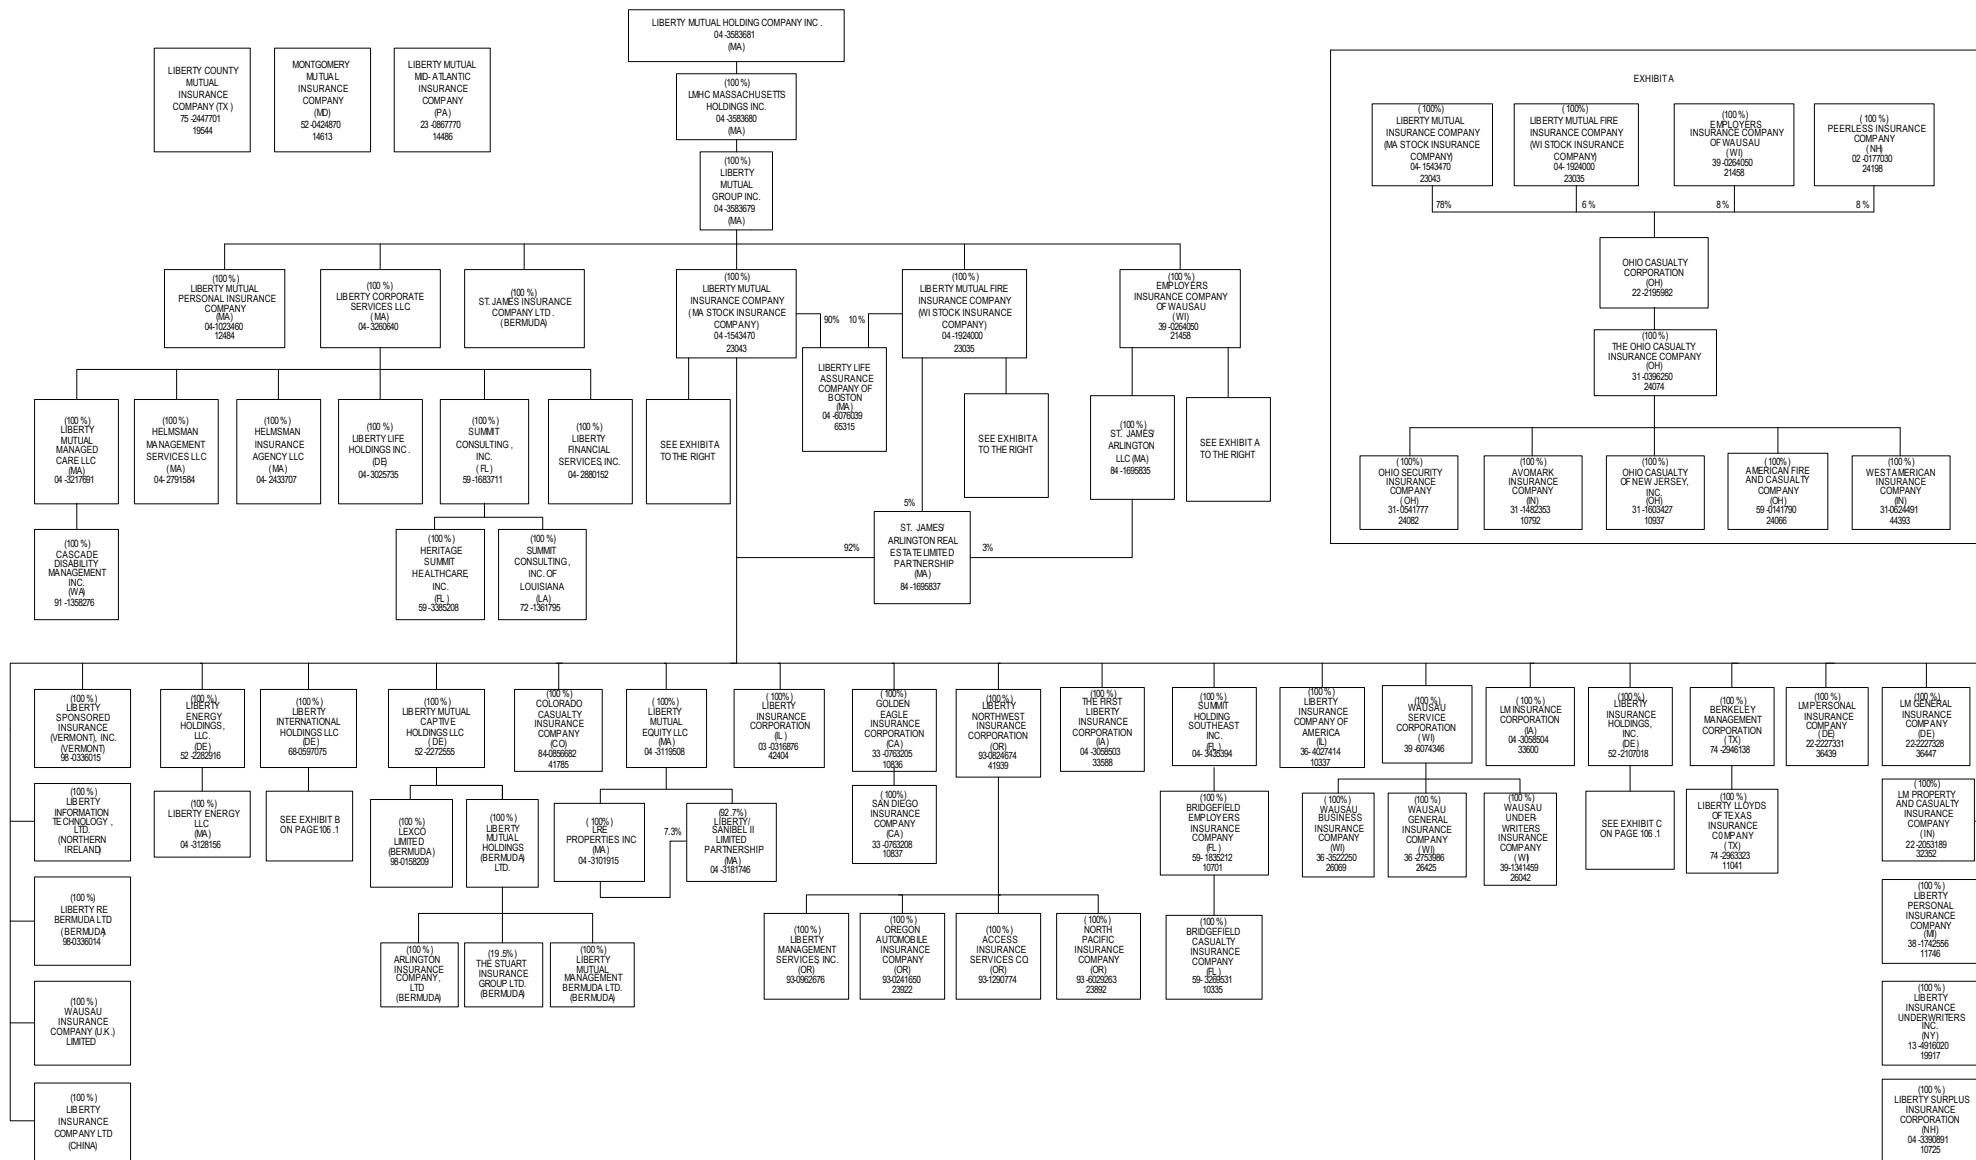 LIBERTY MUTUAL HOLDING COMPANY INC .
04 -3583681
(MA)
LIBERTY COUNTY
MUTUAL
INSURANCE
COMPANY (TX )
75 -2447701
19544
MONTGOMERY
MUTUAL
INSURANCE
COMPANY
(MD)
52 -0424870
14613
LIBERTY MUTUAL
MID- ATLANTIC
INSURANCE
COMPANY
(PA)
23 -0867770
14486
(100 %)
LMHC MASSACHUSETTS
HOLDINGS INC.
04 -3583680
(MA)
(100 %)
LIBERTY
MUTUAL
GROUP INC.
04 -3583679
(MA)
EXHIBIT A
( 100%)
LIBERTY MUTUAL
INSURANCE COMPANY
(MA STOCK INSURANCE
COMPANY)
04- 1543470
23043
(100 %)
LIBERTY MUTUAL FIRE
INSURANCE COMPANY
(WI STOCK INSURANCE
COMPANY)
04- 1924000
23035
(100 %)
EMPLOYERS
INSURANCE COMPANY
OF WAUSAU
( WI)
39 -0264050
21458
( 100 %)
PEERLESS INSURANCE
COMPANY
( NH)
02 -0177030
24198
78%
6 %
8 %
8 %
OHIO CASUALTY
CORPORATION
(OH)
22 -2195982
(100 %)
THE OHIO CASUALTY
INSURANCE COMPANY
(OH)
31 -0396250
24074
(100%)
OHIO SECURITY
INSURANCE
COMPANY
(OH)
31- 0541777
24082
(100 %)
AVOMARK
INSURANCE
COMPANY
(IN)
31 -1482353
10792
(100 %)
OHIO CASUALTY
OF NEW JERSEY,
INC.
(OH)
31 -1603427
10937
(100%)
AMERICAN FIRE
AND CASUALTY
COMPANY
(OH)
59 -0141790
24066
(100 %)
WEST AMERICAN
INSURANCE
COMPANY
(IN)
31-0624491
44393
(100 %)
LIBERTY MUTUAL
PERSONAL INSURANCE
COMPANY
(MA)
04-1023460
12484
(100 %)
LIBERTY CORPORATE
SERVICES LLC
(MA)
04- 3260640
(100 %)
ST. JAMES INSURANCE
COMPANY LTD .
(BERMUDA)
(100 %)
LIBERTY MUTUAL
INSURANCE COMPANY
( MA STOCK INSURANCE
COMPANY)
04 -1543470
23043
90%
10 %
(100 %)
LIBERTY MUTUAL FIRE
INSURANCE COMPANY
(WI STOCK INSURANCE
COMPANY)
04 -1924000
23035
(100 %)
EMPLOYERS
INSURANCE COMPANY
OF WAUSAU
( WI)
39 -0264050
21458
(100 %)
LIBERTY
MUTUAL
MANAGED
CARE LLC
(MA)
04 -3217691
(100 %)
HELMSMAN
MANAGEMENT
SERVICES LLC
( MA)
04- 2791584
(100 %)
HELMSMAN
INSURANCE
AGENCY LLC
( MA)
04- 2433707
(100 %)
LIBERTY LIFE
HOLDINGS INC .
(DE)
04- 3025735
(100 %)
SUMMIT
CONSULTING ,
INC.
( FL)
59 -1683711
(100 %)
LIBERTY
FINANCIAL
SERVICES, INC.
04- 2880152
SEE EXHIBIT A
TO THE RIGHT
LIBERTY LIFE
ASSURANCE
COMPANY OF
BOSTON
(MA)
04 -6076039
65315
SEE EXHIBIT A
TO THE RIGHT
(100 %)
ST. JAMES/
ARLINGTON
LLC (MA)
84 -1695835
SEE EXHIBIT A
TO THE RIGHT
(100 %)
CASCADE
DISABILITY
MANAGEMENT
INC.
(WA)
91 -1358276
(100 %)
HERITAGE
SUMMIT
HEALTHCARE,
INC.
(FL )
59 -3385208
(100 %)
SUMMIT
CONSULTING ,
INC. OF
LOUISIANA
(LA)
72 -1361795
5%
92%
3%
ST. JAMES/
ARLINGTON REAL
ESTATE LIMITED
PARTNERSHIP
(MA)
84 -1695837
(100 %)
LIBERTY
SPONSORED
INSURANCE
(VERMONT), INC.
(VERMONT)
98-0336015
(100 %)
LIBERTY
ENERGY
HOLDINGS,
LLC.
(DE)
52 -2282916
(100 %)
LIBERTY
INTERNATIONAL
HOLDINGS LLC
(DE)
68-0597075
(100 %)
LIBERTY MUTUAL
CAPTIVE
HOLDINGS LLC
( DE)
52 -2272555
(100 %)
COLORADO
CASUALTY
INSURANCE
COMPANY
(CO)
84-0856682
41785
(100%)
LIBERTY
MUTUAL
EQUITY LLC
(MA)
04 -3119508
( 100%)
LIBERTY
INSURANCE
CORPORATION
(IL )
03 -0316876
42404
(100%)
GOLDEN
EAGLE
INSURANCE
CORPORATION
(CA)
33 -0763205
10836
(100%)
LIBERTY
NORTHWEST
INSURANCE
CORPORATION
(OR)
93-0824674
41939
(100 %)
THE FIRST
LIBERTY
INSURANCE
CORPORATION
(IA)
04 -3058503
33588
(100 %)
SUMMIT
HOLDING
SOUTHEAST
INC.
(FL)
04- 3435394
(100%)
LIBERTY
INSURANCE
COMPANY OF
AMERICA
(IL)
36- 4027414
10337
(100 %)
WAUSAU
SERVICE
CORPORATION
( WI)
39 -6074346
(100 %)
LM INSURANCE
CORPORATION
(IA)
04 -3058504
33600
(100 %)
LIBERTY
INSURANCE
HOLDINGS,
INC.
(DE)
52 -2107018
(100 %)
BERKELEY
MANAGEMENT
CORPORATION
( TX)
74 -2946138
(100 %)
LM PERSONAL
INSURANCE
COMPANY
( DE)
22-2227331
36439
(100 %)
LM GENERAL
INSURANCE
COMPANY
(DE)
22-2227328
36447
(100 %)
LIBERTY
INFORMATION
TECHNOLOGY ,
LTD.
(NORTHERN
IRELAND)
(100 %)
LIBERTY ENERGY
LLC
(MA)
04 -3128156
SEE EXHIBIT B
ON PAGE 106 .1
(100 %)
LEXCO
LIMITED
(BERMUDA)
98-0158209
(100 %)
LIBERTY
MUTUAL
HOLDINGS
(BERMUDA)
LTD.
( 100%)
LRE
PROPERTIES INC
(MA)
04 -3101915
7.3%
(92. 7%)
LIBERTY/
SANIBEL II
LIMITED
PARTNERSHIP
(MA)
04 -3181746
(100%)
SAN DIEGO
INSURANCE
COMPANY
(CA)
33 -0763208
10837
(100 %)
BRIDGEFIELD
EMPLOYERS
INSURANCE
COMPANY
(FL )
59- 1835212
10701
( 100%)
WAUSAU
BUSINESS
INSURANCE
COMPANY
(WI)
36 -3522250
26069
(100%)
WAUSAU
GENERAL
INSURANCE
COMPANY
( WI)
36 -2753986
26425
(100 %)
WAUSAU
UNDER-
WRITERS
INSURANCE
COMPANY
( WI)
39-1341459
26042
SEE EXHIBIT C
ON PAGE 106 .1
(100 %)
LIBERTY LLOYDS
OF TEXAS
INSURANCE
COMPANY
( TX)
74 -2963323
11041
( 100%)
LM PROPERTY
AND CASUALTY
INSURANCE
COMPANY
( IN)
22 -2053189
32352
(100%)
LIBERTY RE
BERMUDA LTD
( BERMUDA)
98-0336014
(100 %)
ARLINGTON
INSURANCE
COMPANY,
LTD
(BERMUDA)
(19 .5%)
THE STUART
INSURANCE
GROUP LTD.
(BERMUDA)
(100 %)
LIBERTY
MUTUAL
MANAGEMENT
BERMUDA LTD.
(BERMUDA)
(100 %)
LIBERTY
MANAGEMENT
SERVICES, INC.
(OR)
93-0962676
(100 %)
OREGON
AUTOMOBILE
INSURANCE
COMPANY
(OR)
93-0241650
23922
(100 %)
ACCESS
INSURANCE
SERVICES CO.
(OR)
93-1290774
( 100%)
NORTH
PACIFIC
INSURANCE
COMPANY
(OR)
93 -6029263
23892
(100 %)
BRIDGEFIELD
CASUALTY
INSURANCE
COMPANY
(FL)
59- 3269531
10335
(100 %)
LIBERTY
PERSONAL
INSURANCE
COMPANY
(MI)
38 -1742556
11746
(100 %)
WAUSAU
INSURANCE
COMPANY (U.K.)
LIMITED
(100 %)
LIBERTY
INSURANCE
UNDERWRITERS
INC.
(NY)
13 -4916020
19917
(100 %)
LIBERTY
INSURANCE
COMPANY LTD
(CHINA)
(100 %)
LIBERTY SURPLUS
INSURANCE
CORPORATION
(NH)
04 -3390891
10725